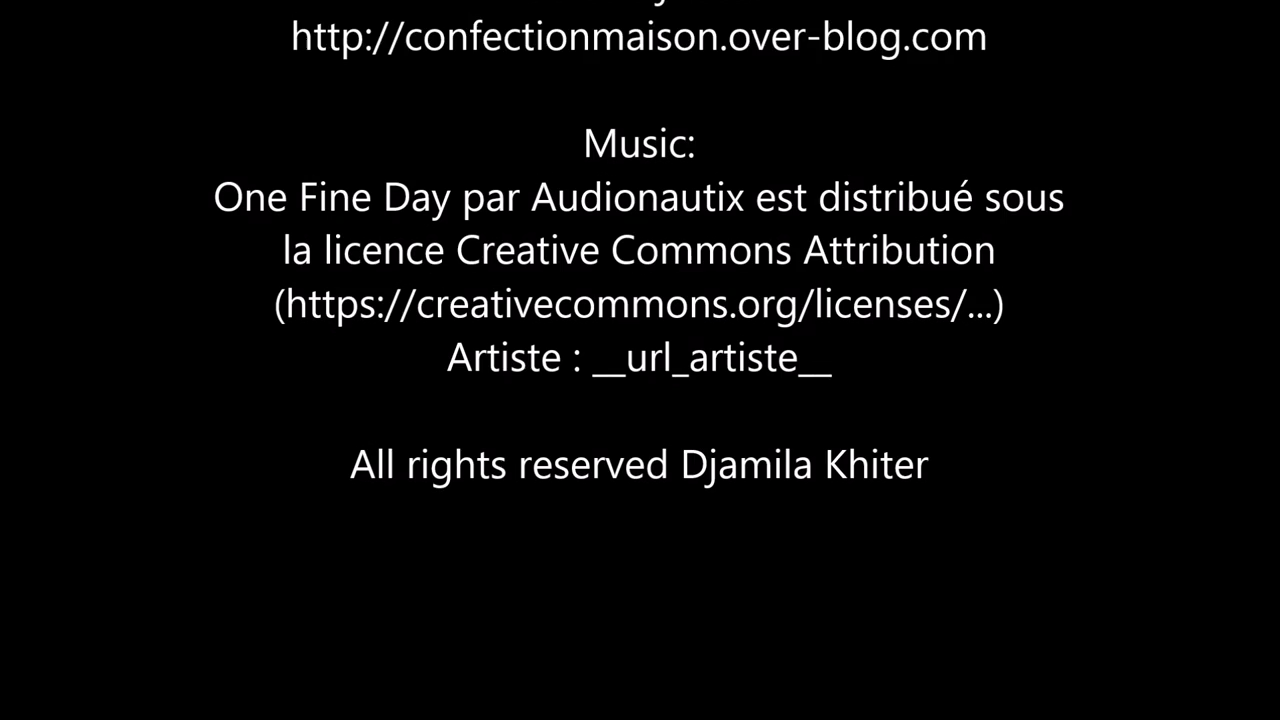 http://confectionmaison.over-blog.com
Music:
One Fine Day par Audionautix est distribué sous
la licence Creative Commons Attribution
(https://creativecommons.org/licenses/...)
Artiste : __url_artiste__
All rights reserved Djamila Khiter